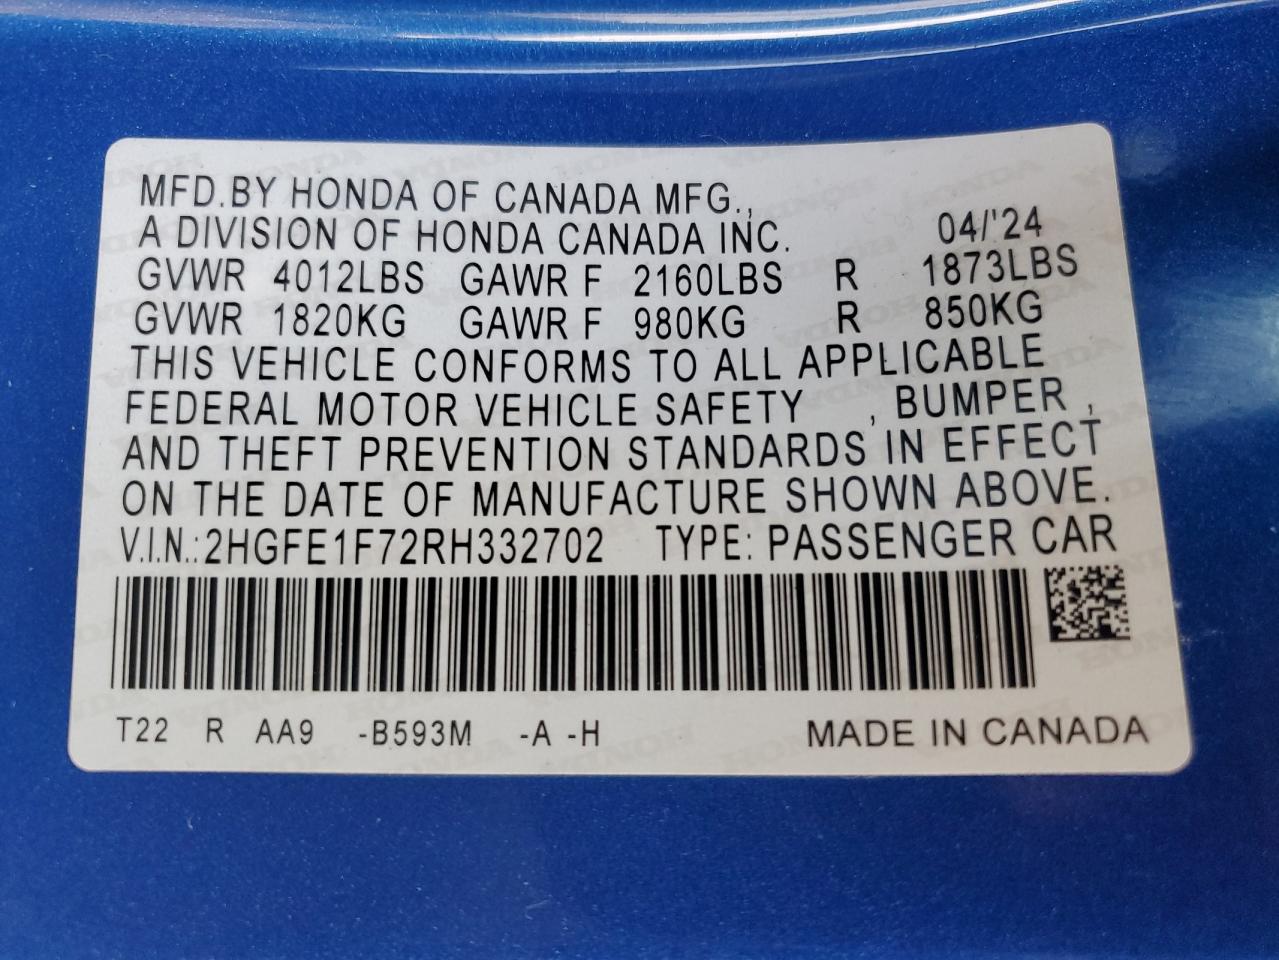 MFD.BY HONDA OF CANADA MFG.,
A DIVISION OF HONDA CANADA INC. 04/'24
GVWR 4012LBS GAWR F 2160LBS R 1873LBS
GVWR 1820KG GAWR F 980KG R 850KG
THIS VEHICLE CONFORMS TO ALL APPLICABLE
FEDERAL MOTOR VEHICLE SAFETY , BUMPER ,
AND THEFT PREVENTION STANDARDS IN EFFECT
ON THE DATE OF MANUFACTURE SHOWN ABOVE.
V.I.N.:2HGFE1F72RH332702 TYPE: PASSENGER CAR
T22 R AA9 -B593M -A -H MADE IN CANADA